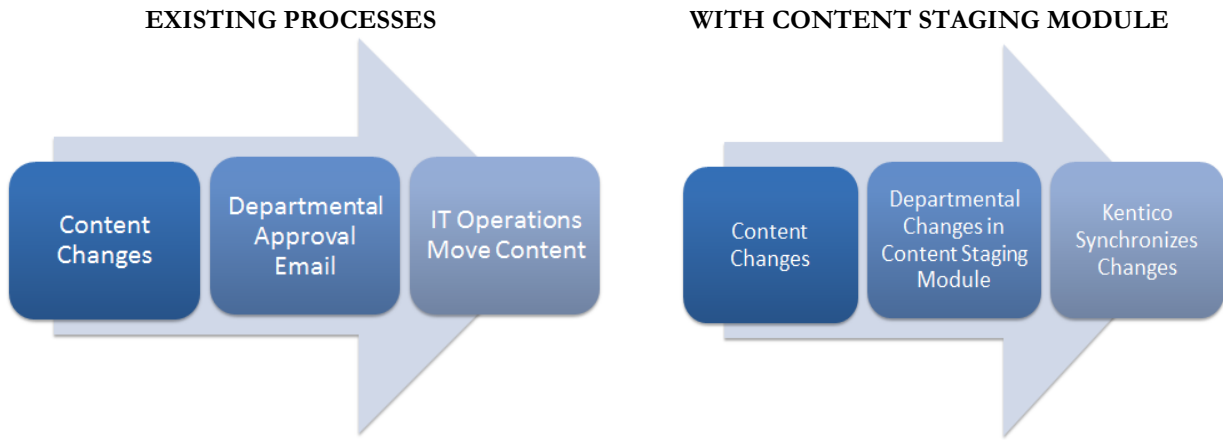 EXISTING PROCESSES
Content
Changes
Departmental
Approval
Email
IT Operations
Move Content
WITH CONTENT STAGING MODULE
Content
Changes
Departmental
Changes in
Content Staging
Module
Kentico
Synchronizes
Changes